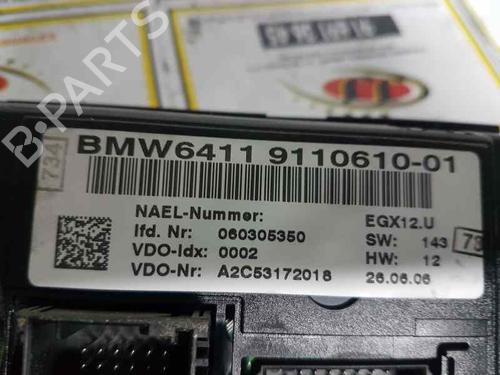 B-PARTS
734
BMW6411 9110610-01
NAEL-Nummer:
EGX12.U
lfd. Nr: 060305350
SW: 143
73
VDO-Idx: 0002
HW: 12
VDO-Nr: A2C53172018
26.06.06